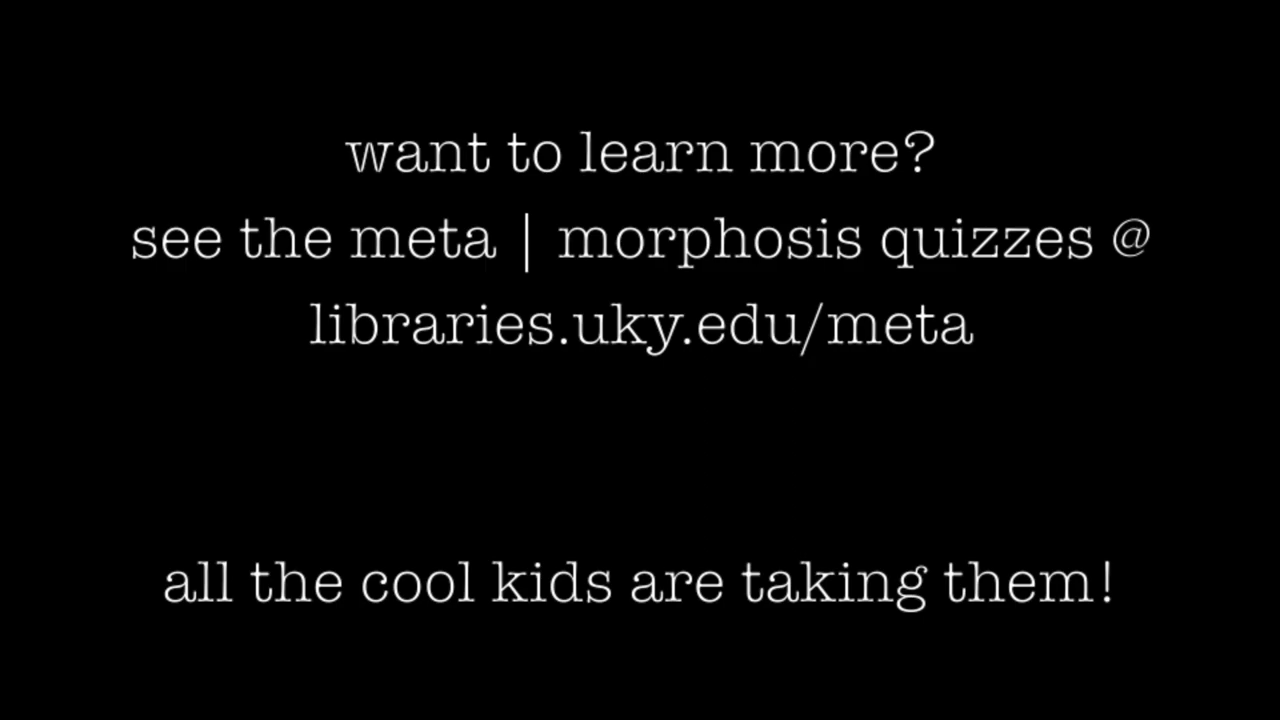 want to learn more?
see the meta | morphosis quizzes @
libraries.uky.edu/meta
all the cool kids are taking them!